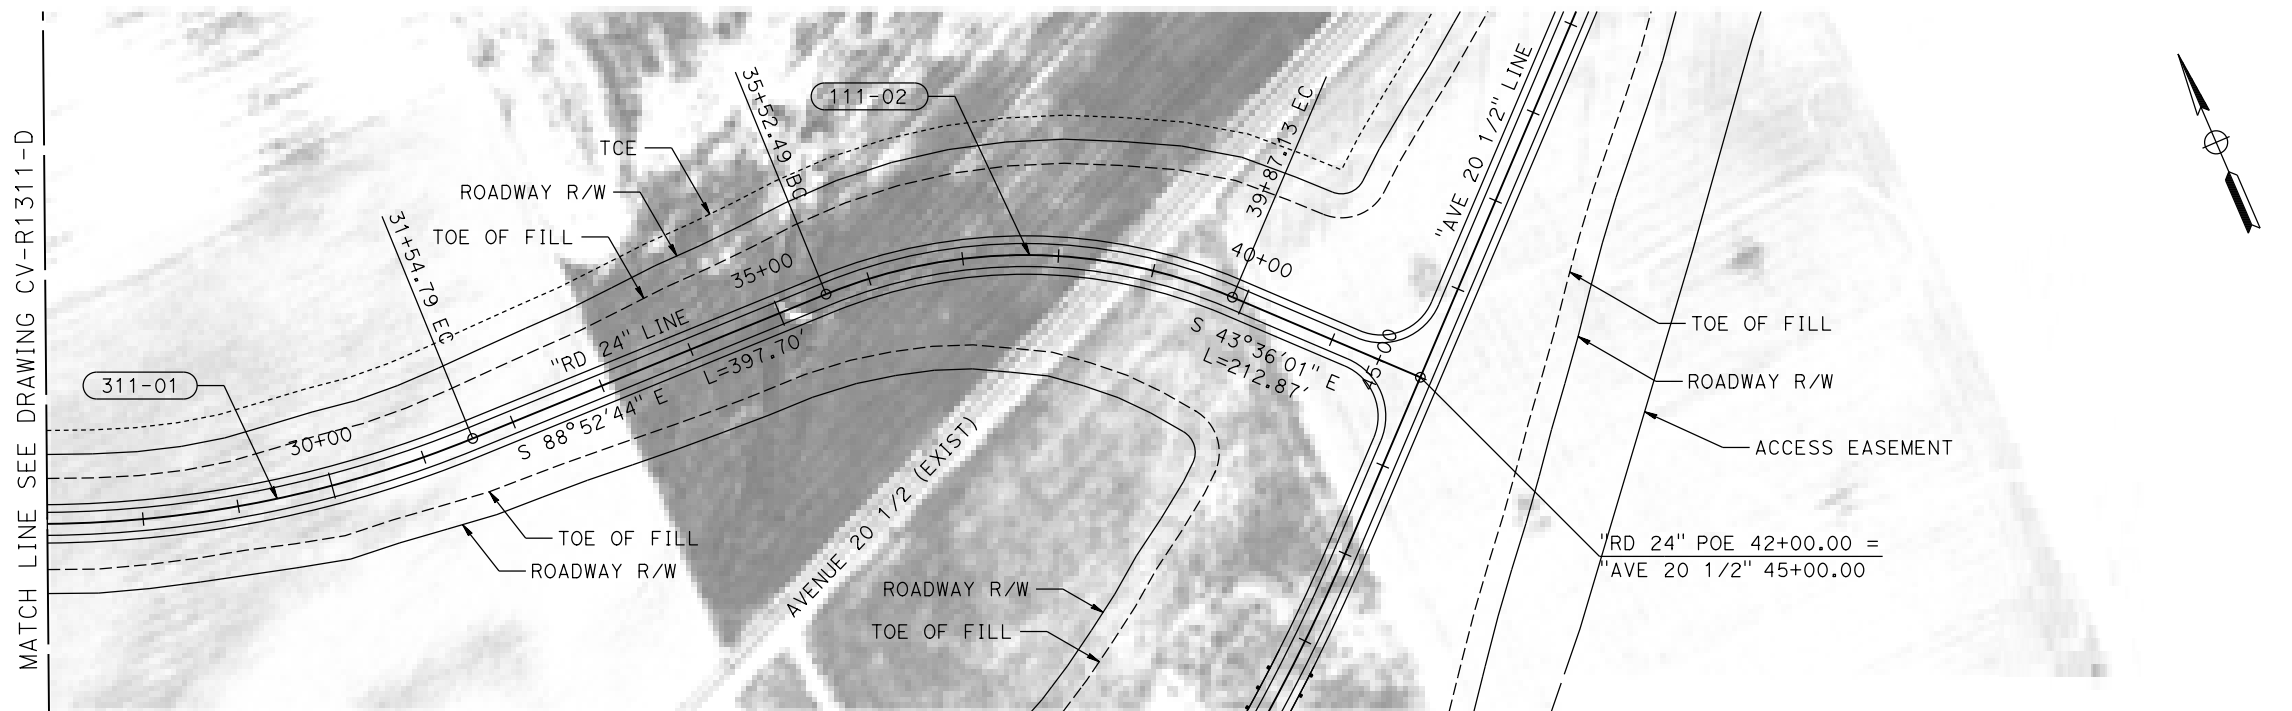 MATCH LINE SEE DRAWING CV-R1311-D
311-01
31+54.79 EC
30+00
TCE
ROADWAY R/W
TOE OF FILL
"RD 24" LINE
S 88°52'44" E
L=397.70'
35+00
35+52.49 BC
111-02
39+87.13 EC
40+00
S 43°36'01" E
L=212.87'
45+00
"AVE 20 1/2" LINE
TOE OF FILL
ROADWAY R/W
ACCESS EASEMENT
"RD 24" POE 42+00.00 =
"AVE 20 1/2" 45+00.00
TOE OF FILL
ROADWAY R/W
AVENUE 20 1/2 (EXIST)
ROADWAY R/W
TOE OF FILL